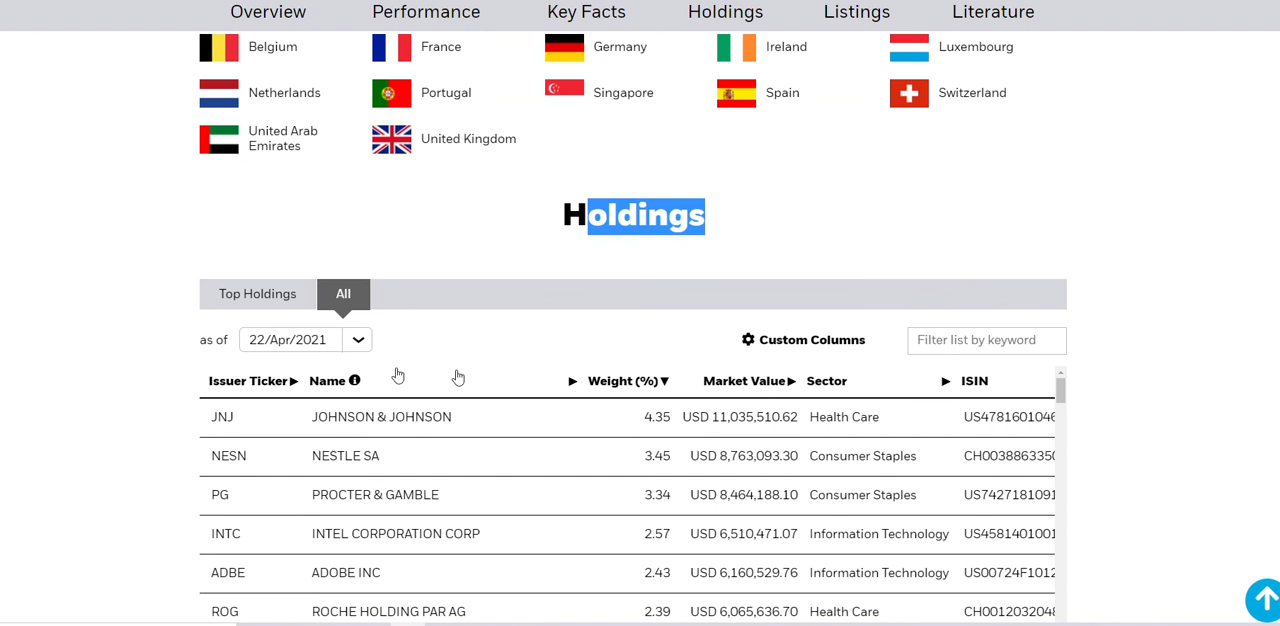 Overview Performance Key Facts Holdings Listings Literature
Belgium France Germany Ireland Luxembourg
Netherlands Portugal Singapore Spain Switzerland
United Arab
Emirates
United Kingdom
Holdings
Top Holdings All
as of 22/Apr/2021 Custom Columns Filter list by keyword
Issuer Ticker▶ Name ▶ Weight (%)▼ Market Value▶ Sector ▶ ISIN
JNJ JOHNSON & JOHNSON 4.35 USD 11,035,510.62 Health Care US4781601046
NESN NESTLE SA 3.45 USD 8,763,093.30 Consumer Staples CH0038863350
PG PROCTER & GAMBLE 3.34 USD 8,464,188.10 Consumer Staples US7427181091
INTC INTEL CORPORATION CORP 2.57 USD 6,510,471.07 Information Technology US4581401001
ADBE ADOBE INC 2.43 USD 6,160,529.76 Information Technology US00724F1012
ROG ROCHE HOLDING PAR AG 2.39 USD 6,065,636.70 Health Care CH0012032048